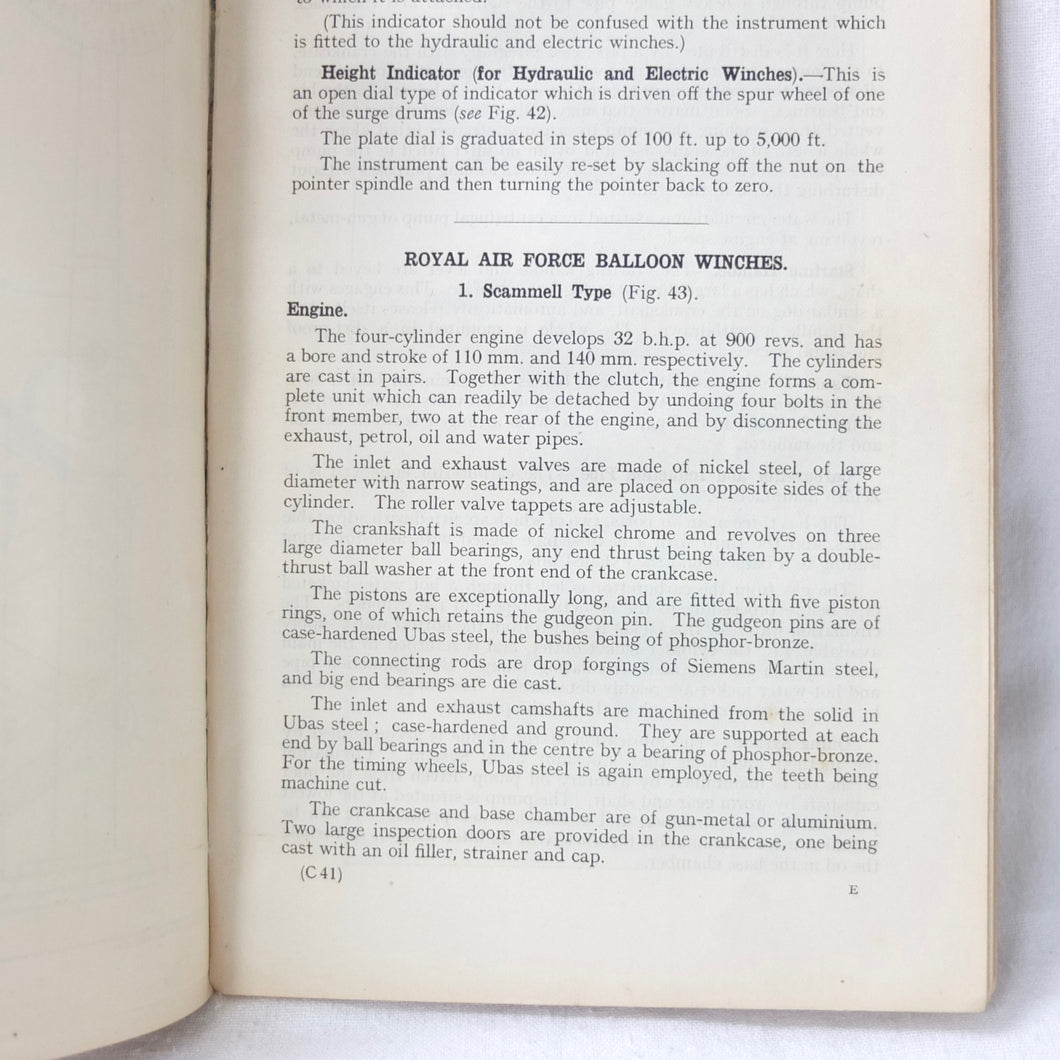 to which it is attached.
(This indicator should not be confused with the instrument which
is fitted to the hydraulic and electric winches.)
Height Indicator (for Hydraulic and Electric Winches).—This is
an open dial type of indicator which is driven off the spur wheel of one
of the surge drums (see Fig. 42).
The plate dial is graduated in steps of 100 ft. up to 5,000 ft.
The instrument can be easily re-set by slacking off the nut on the
pointer spindle and then turning the pointer back to zero.
ROYAL AIR FORCE BALLOON WINCHES.
1. Scammell Type (Fig. 43).
Engine.
The four-cylinder engine develops 32 b.h.p. at 900 revs. and has
a bore and stroke of 110 mm. and 140 mm. respectively. The cylinders
are cast in pairs. Together with the clutch, the engine forms a com-
plete unit which can readily be detached by undoing four bolts in the
front member, two at the rear of the engine, and by disconnecting the
exhaust, petrol, oil and water pipes.
The inlet and exhaust valves are made of nickel steel, of large
diameter with narrow seatings, and are placed on opposite sides of the
cylinder. The roller valve tappets are adjustable.
The crankshaft is made of nickel chrome and revolves on three
large diameter ball bearings, any end thrust being taken by a double-
thrust ball washer at the front end of the crankcase.
The pistons are exceptionally long, and are fitted with five piston
rings, one of which retains the gudgeon pin. The gudgeon pins are of
case-hardened Ubas steel, the bushes being of phosphor-bronze.
The connecting rods are drop forgings of Siemens Martin steel,
and big end bearings are die cast.
The inlet and exhaust camshafts are machined from the solid in
Ubas steel; case-hardened and ground. They are supported at each
end by ball bearings and in the centre by a bearing of phosphor-bronze.
For the timing wheels, Ubas steel is again employed, the teeth being
machine cut.
The crankcase and base chamber are of gun-metal or aluminium.
Two large inspection doors are provided in the crankcase, one being
cast with an oil filler, strainer and cap.
(C 41)
E